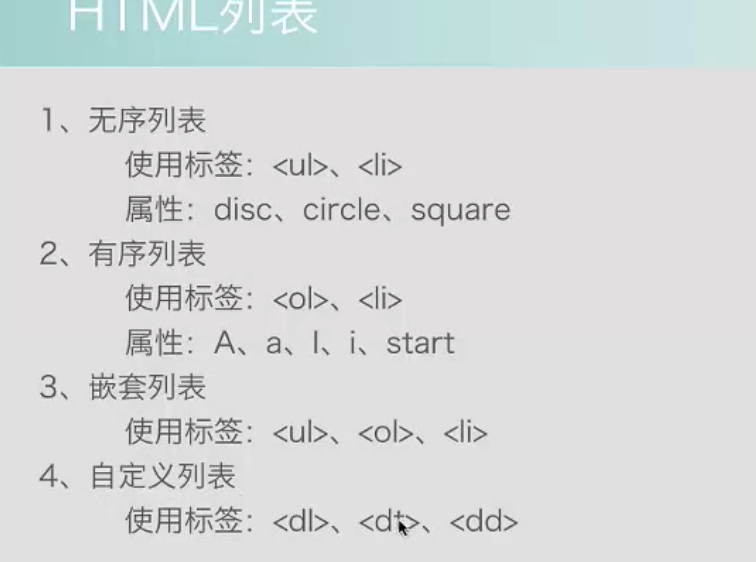 HTML列表
1、无序列表
使用标签：<ul>、<li>
属性：disc、circle、square
2、有序列表
使用标签：<ol>、<li>
属性：A、a、I、i、start
3、嵌套列表
使用标签：<ul>、<ol>、<li>
4、自定义列表
使用标签：<dl>、<dt>、<dd>